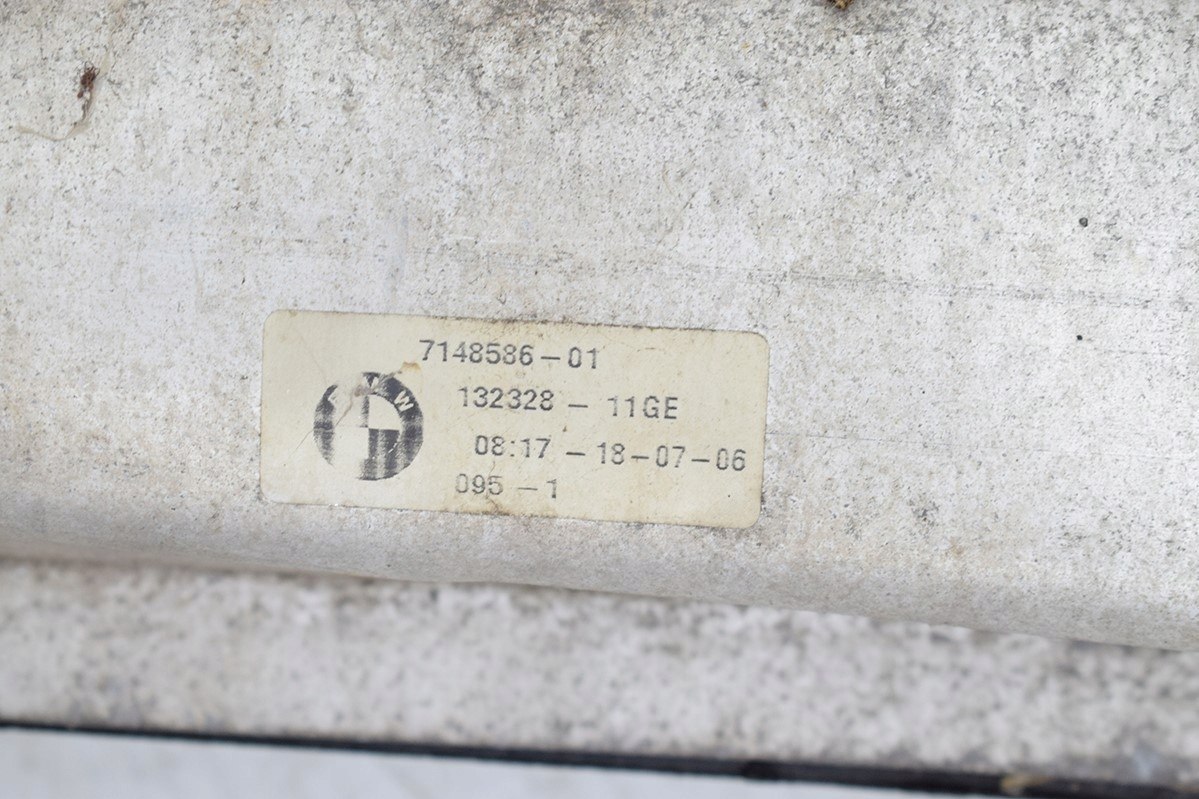 7148586-01
132328 - 11GE
08:17 - 18-07-06
095 - 1